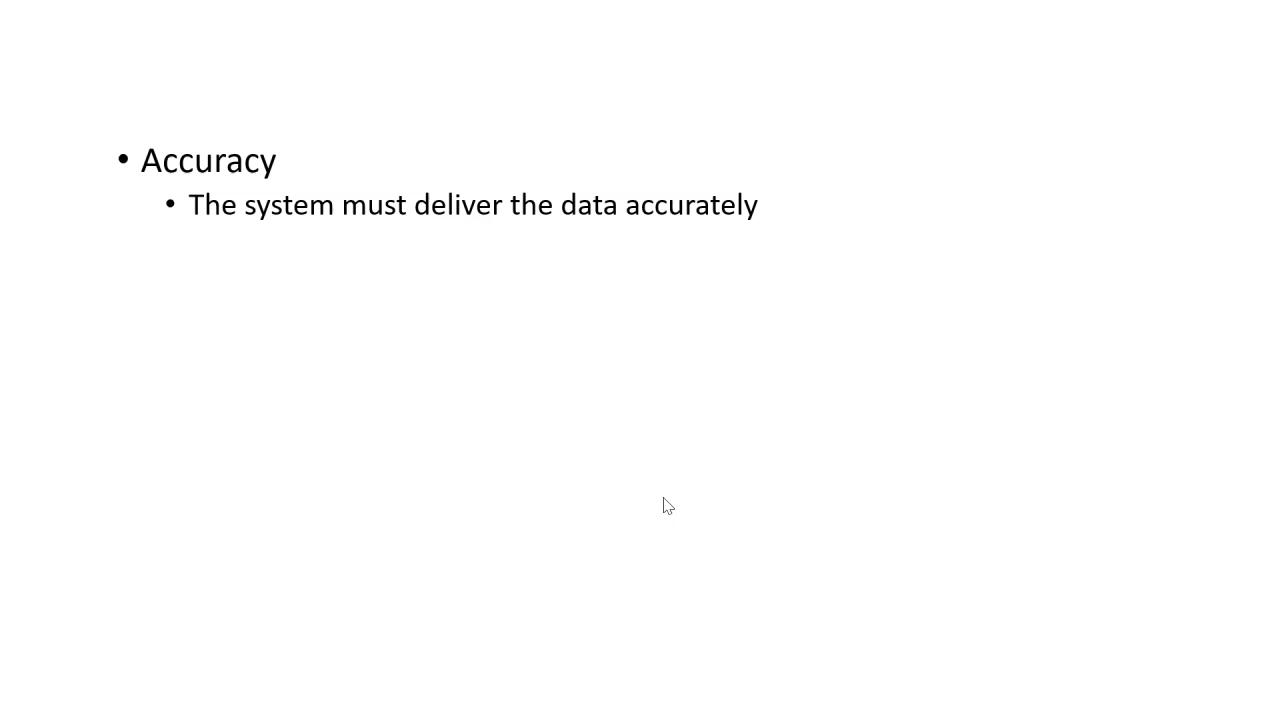 • Accuracy
• The system must deliver the data accurately